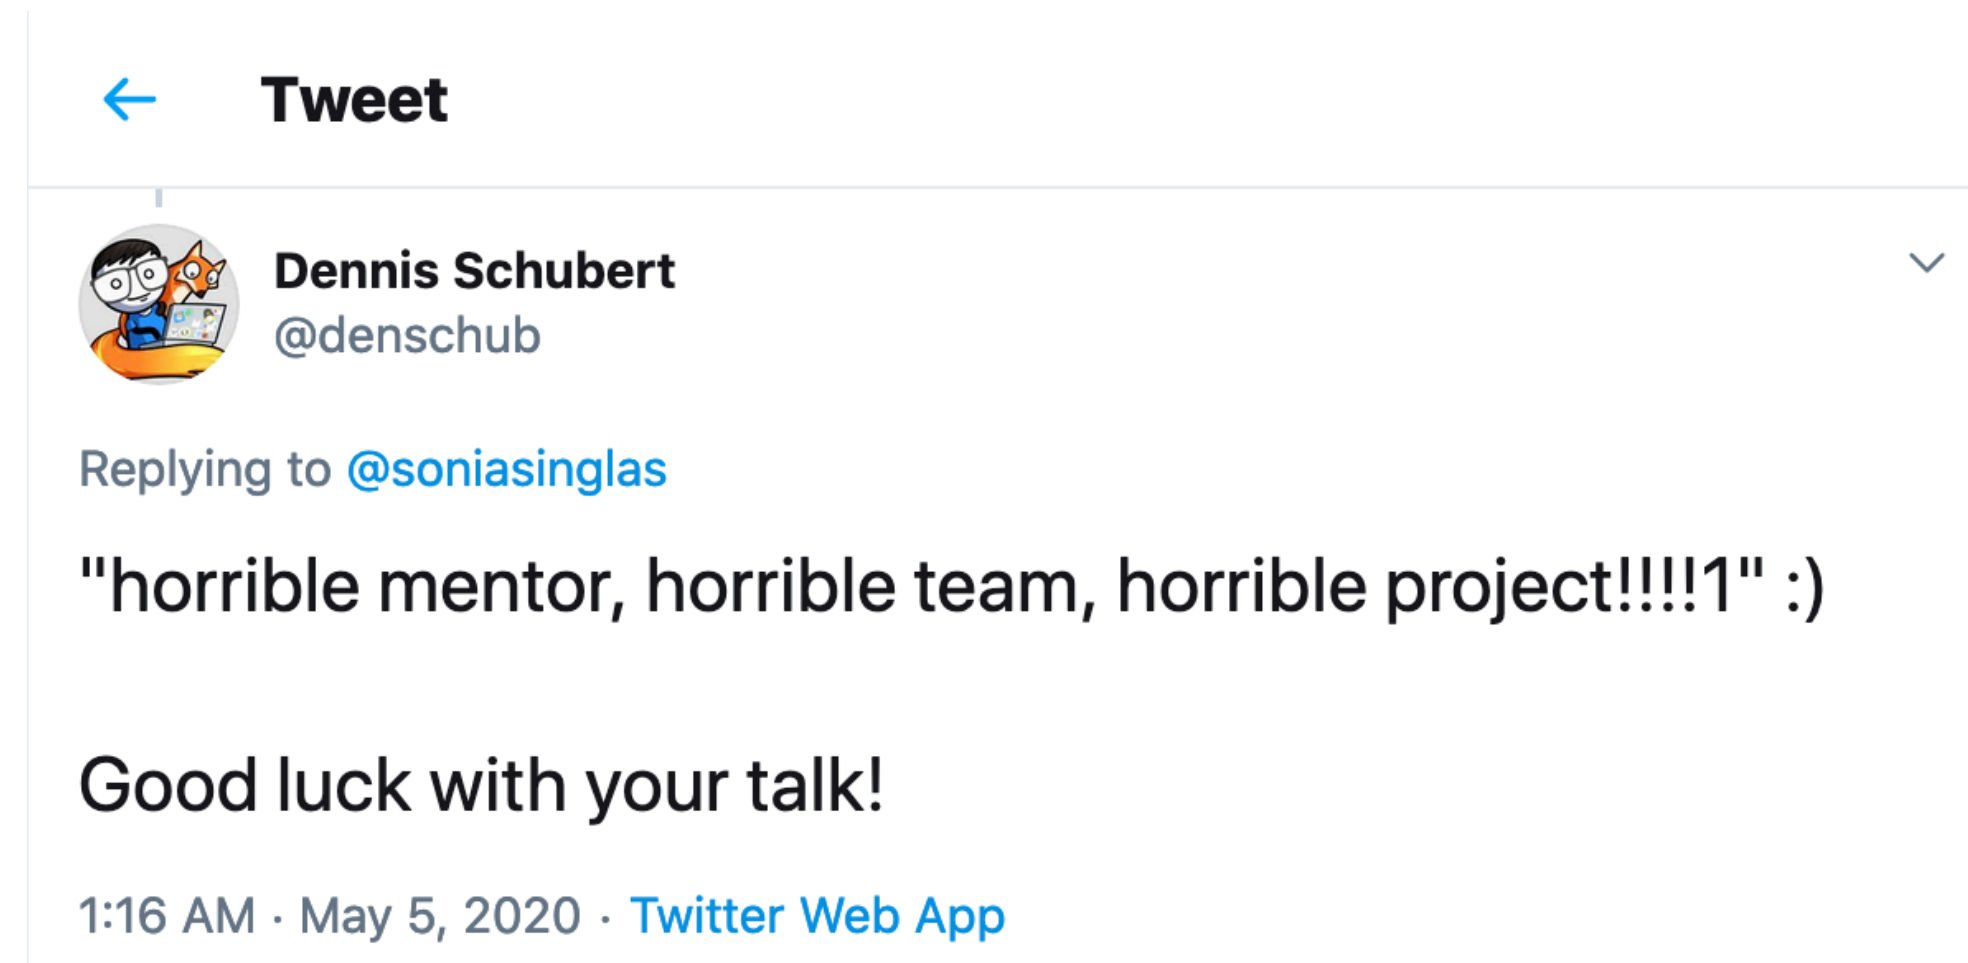 Tweet
Dennis Schubert
@denschub
Replying to @soniasinglas
"horrible mentor, horrible team, horrible project!!!!1" :)
Good luck with your talk!
1:16 AM · May 5, 2020 · Twitter Web App